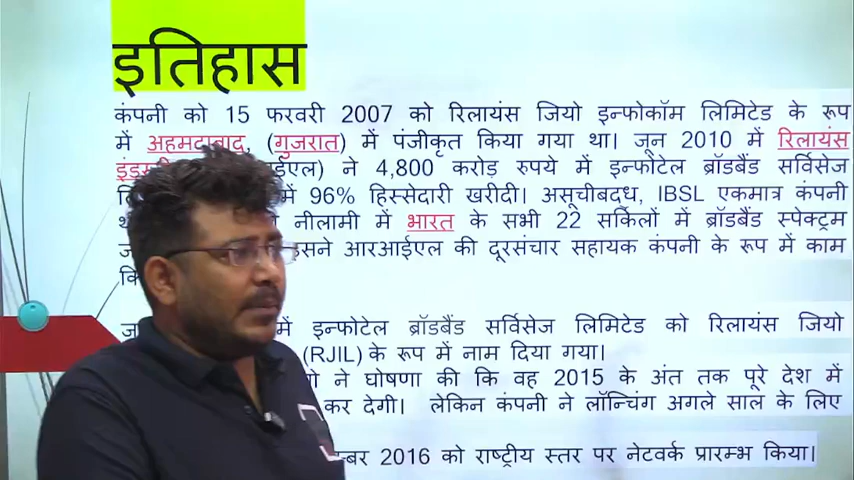 इतिहास
कंपनी को 15 फरवरी 2007 को रिलायंस जियो इन्फोकॉम लिमिटेड के रूप
में अहमदाबाद, (गुजरात) में पंजीकृत किया गया था। जून 2010 में रिलायंस
ने 4,800 करोड़ रुपये में इन्फोटेल ब्रॉडबैंड सर्विसेज
में 96% हिस्सेदारी खरीदी। असूचीबदध, IBSL एकमात्र कंपनी
नीलामी में भारत के सभी 22 सर्किलों में ब्रॉडबैंड स्पेक्ट्रम
इसने आरआईएल की दूरसंचार सहायक कंपनी के रूप में काम
में इन्फोटेल ब्रॉडबैंड सर्विसेज लिमिटेड को रिलायंस जियो
(RJIL) के रूप में नाम दिया गया।
ने घोषणा की कि वह 2015 के अंत तक पूरे देश में
कर देगी। लेकिन कंपनी ने लॉन्चिंग अगले साल के लिए
2016 को राष्ट्रीय स्तर पर नेटवर्क प्रारम्भ किया।